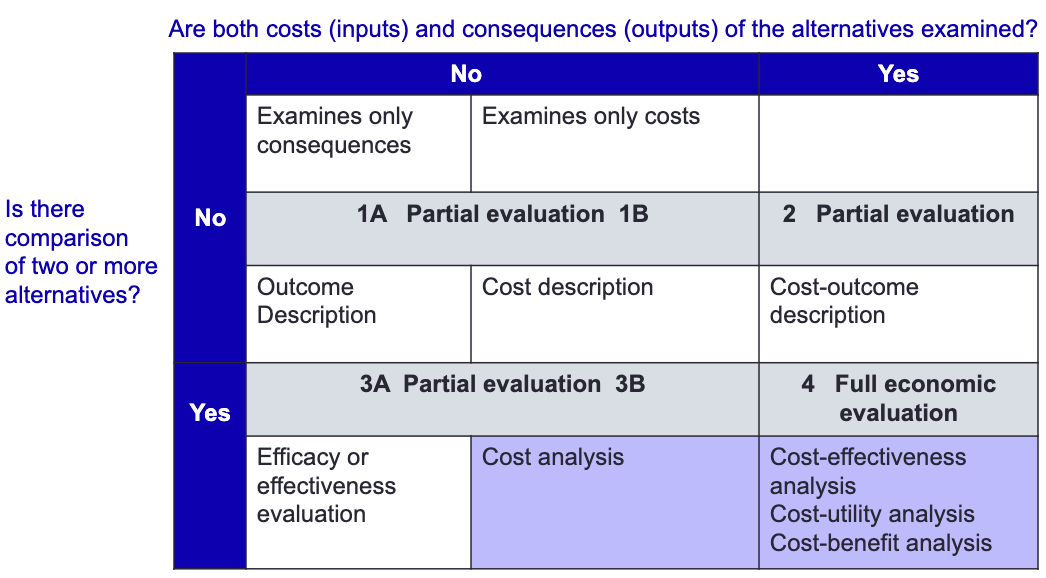 Are both costs (inputs) and consequences (outputs) of the alternatives examined?
No
Yes
Examines only
consequences
Examines only costs
Is there
comparison
of two or more
alternatives?
No
1A Partial evaluation 1B
2 Partial evaluation
Outcome
Description
Cost description
Cost-outcome
description
Yes
3A Partial evaluation 3B
4 Full economic
evaluation
Efficacy or
effectiveness
evaluation
Cost analysis
Cost-effectiveness
analysis
Cost-utility analysis
Cost-benefit analysis